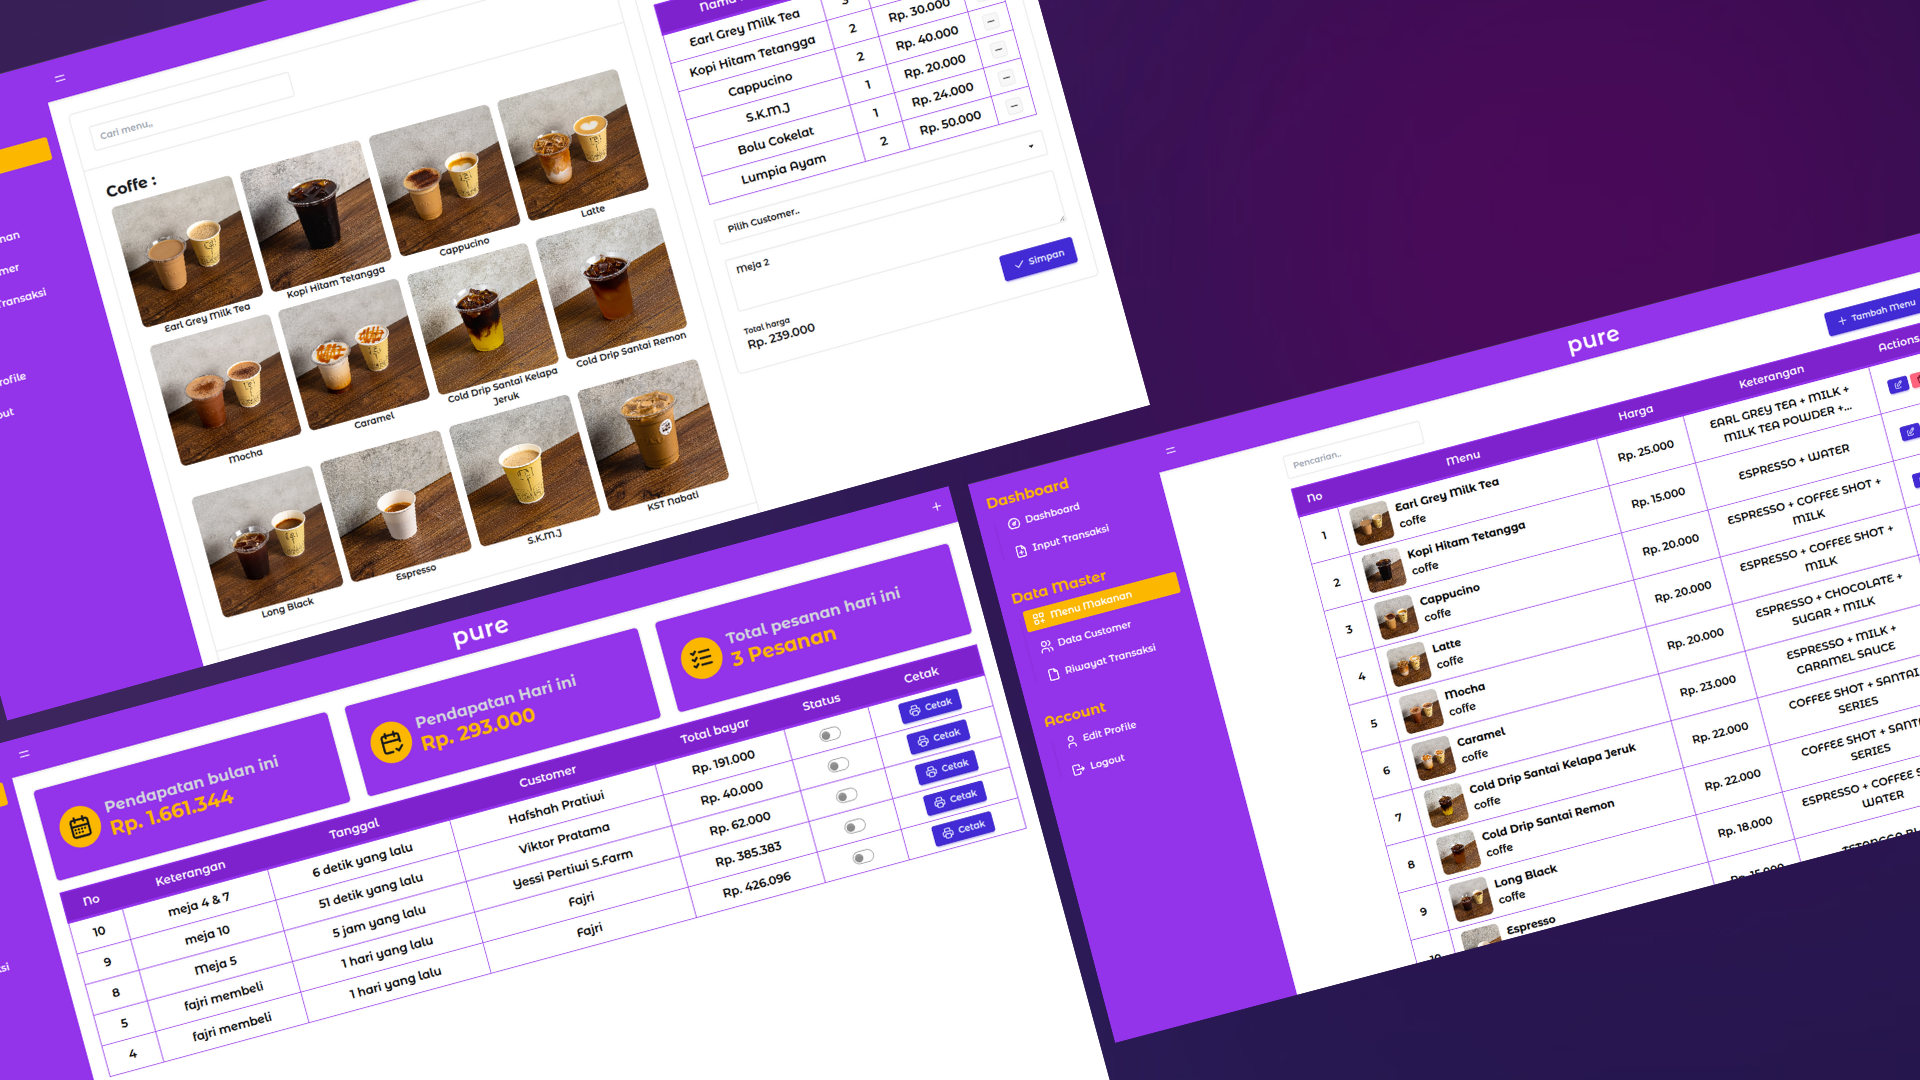 Cari menu..
Coffe :
Earl Grey Milk Tea
Kopi Hitam Tetangga
Cappucino
Latte
Mocha
Caramel
Cold Drip Santai Kelapa
Jeruk
Cold Drip Santai Remon
Long Black
Espresso
S.K.M.J
KST Nabati
Earl Grey Milk Tea
Rp. 30.000
Kopi Hitam Tetangga 2 Rp. 40.000
Cappucino 2 Rp. 20.000
S.K.M.J 1 Rp. 24.000
Bolu Cokelat 1 Rp. 50.000
Lumpia Ayam 2
Pilih Customer..
Meja 2
Simpan
Total harga
Rp. 239.000
pure
Pendapatan bulan ini
Rp. 1.661.344
Pendapatan Hari ini
Rp. 293.000
Total pesanan hari ini
3 Pesanan
No Keterangan Tanggal Customer Total bayar Status Cetak
10 meja 4 & 7 6 detik yang lalu Hafshah Pratiwi Rp. 191.000 Cetak
9 meja 10 51 detik yang lalu Viktor Pratama Rp. 40.000 Cetak
8 Meja 5 5 jam yang lalu Yessi Pertiwi S.Farm Rp. 62.000 Cetak
5 fajri membeli 1 hari yang lalu Fajri Rp. 385.383 Cetak
4 fajri membeli 1 hari yang lalu Fajri Rp. 426.096 Cetak
pure
Dashboard
Dashboard
Input Transaksi
Data Master
Menu Makanan
Data Customer
Riwayat Transaksi
Account
Edit Profile
Logout
Tambah Menu
Pencarian..
No Menu Harga Keterangan Actions
1 Earl Grey Milk Tea Rp. 25.000 EARL GREY TEA + MILK +
coffe MILK TEA POWDER +...
2 Kopi Hitam Tetangga Rp. 15.000 ESPRESSO + WATER
coffe
3 Cappucino Rp. 20.000 ESPRESSO + COFFEE SHOT +
coffe MILK
4 Latte Rp. 20.000 ESPRESSO + COFFEE SHOT +
coffe MILK
5 Mocha Rp. 20.000 ESPRESSO + CHOCOLATE +
coffe SUGAR + MILK
6 Caramel Rp. 23.000 ESPRESSO + MILK +
coffe CARAMEL SAUCE
7 Cold Drip Santai Kelapa Jeruk Rp. 22.000 COFFEE SHOT + SANTAI
coffe SERIES
8 Cold Drip Santai Remon Rp. 22.000 COFFEE SHOT +
coffe SERIES
9 Long Black Rp. 18.000 ESPRESSO + COFFEE
coffe WATER
Espresso